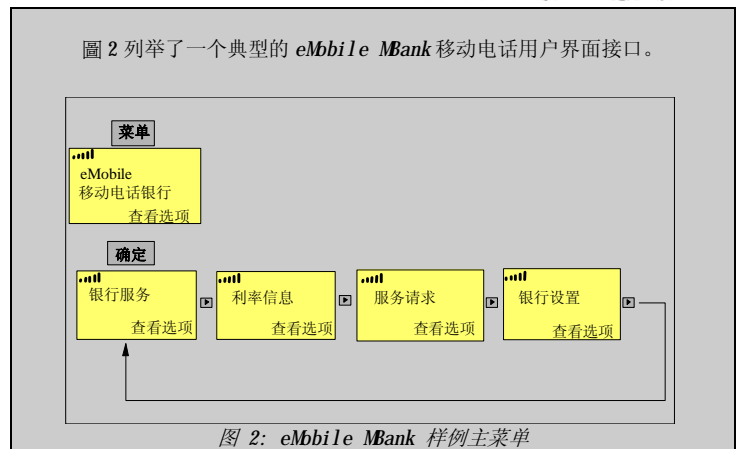 圖 2 列举了一个典型的 eMobile MBank 移动电话用户界面接口。
菜单
eMobile
移动电话银行
查看选项
确定
银行服务
查看选项
利率信息
查看选项
服务请求
查看选项
银行设置
查看选项
图 2: eMobile MBank 样例主菜单